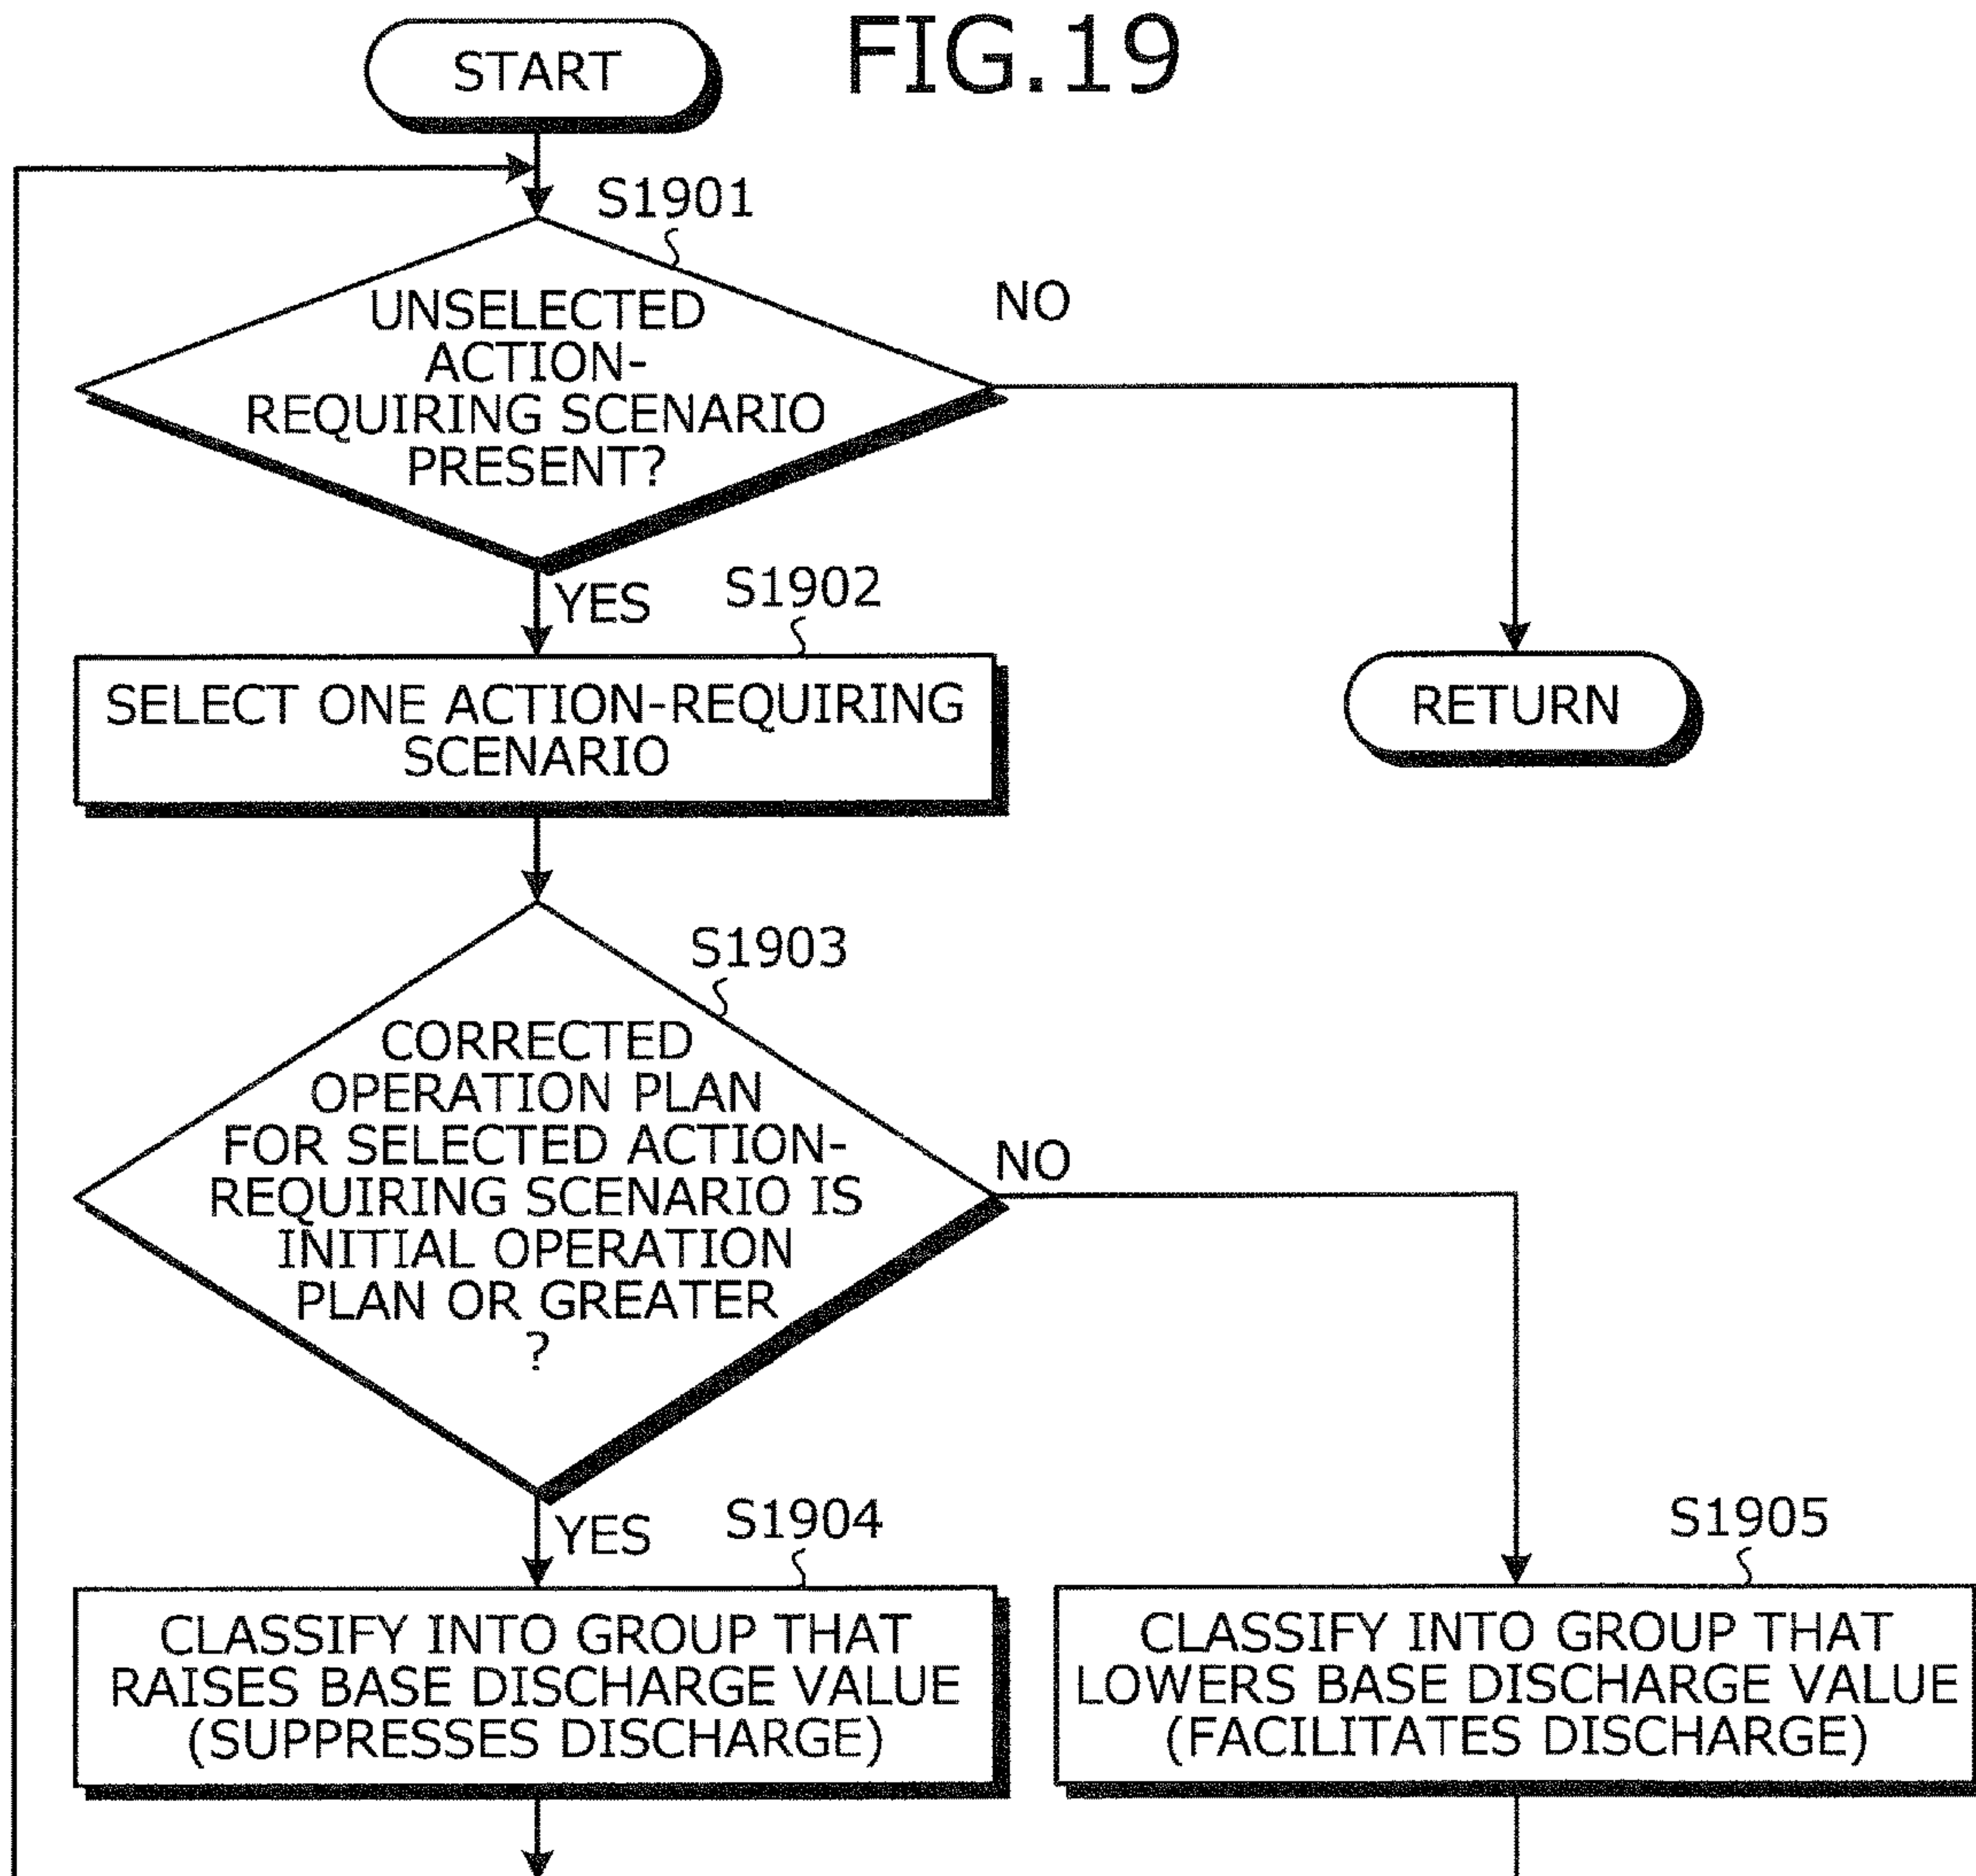 FIG.19
START
S1901
UNSELECTED
ACTION-
REQUIRING SCENARIO
PRESENT?
NO
YES
S1902
SELECT ONE ACTION-REQUIRING
SCENARIO
RETURN
S1903
CORRECTED
OPERATION PLAN
FOR SELECTED ACTION-
REQUIRING SCENARIO IS
INITIAL OPERATION
PLAN OR GREATER
?
NO
YES
S1904
CLASSIFY INTO GROUP THAT
RAISES BASE DISCHARGE VALUE
(SUPPRESSES DISCHARGE)
S1905
CLASSIFY INTO GROUP THAT
LOWERS BASE DISCHARGE VALUE
(FACILITATES DISCHARGE)